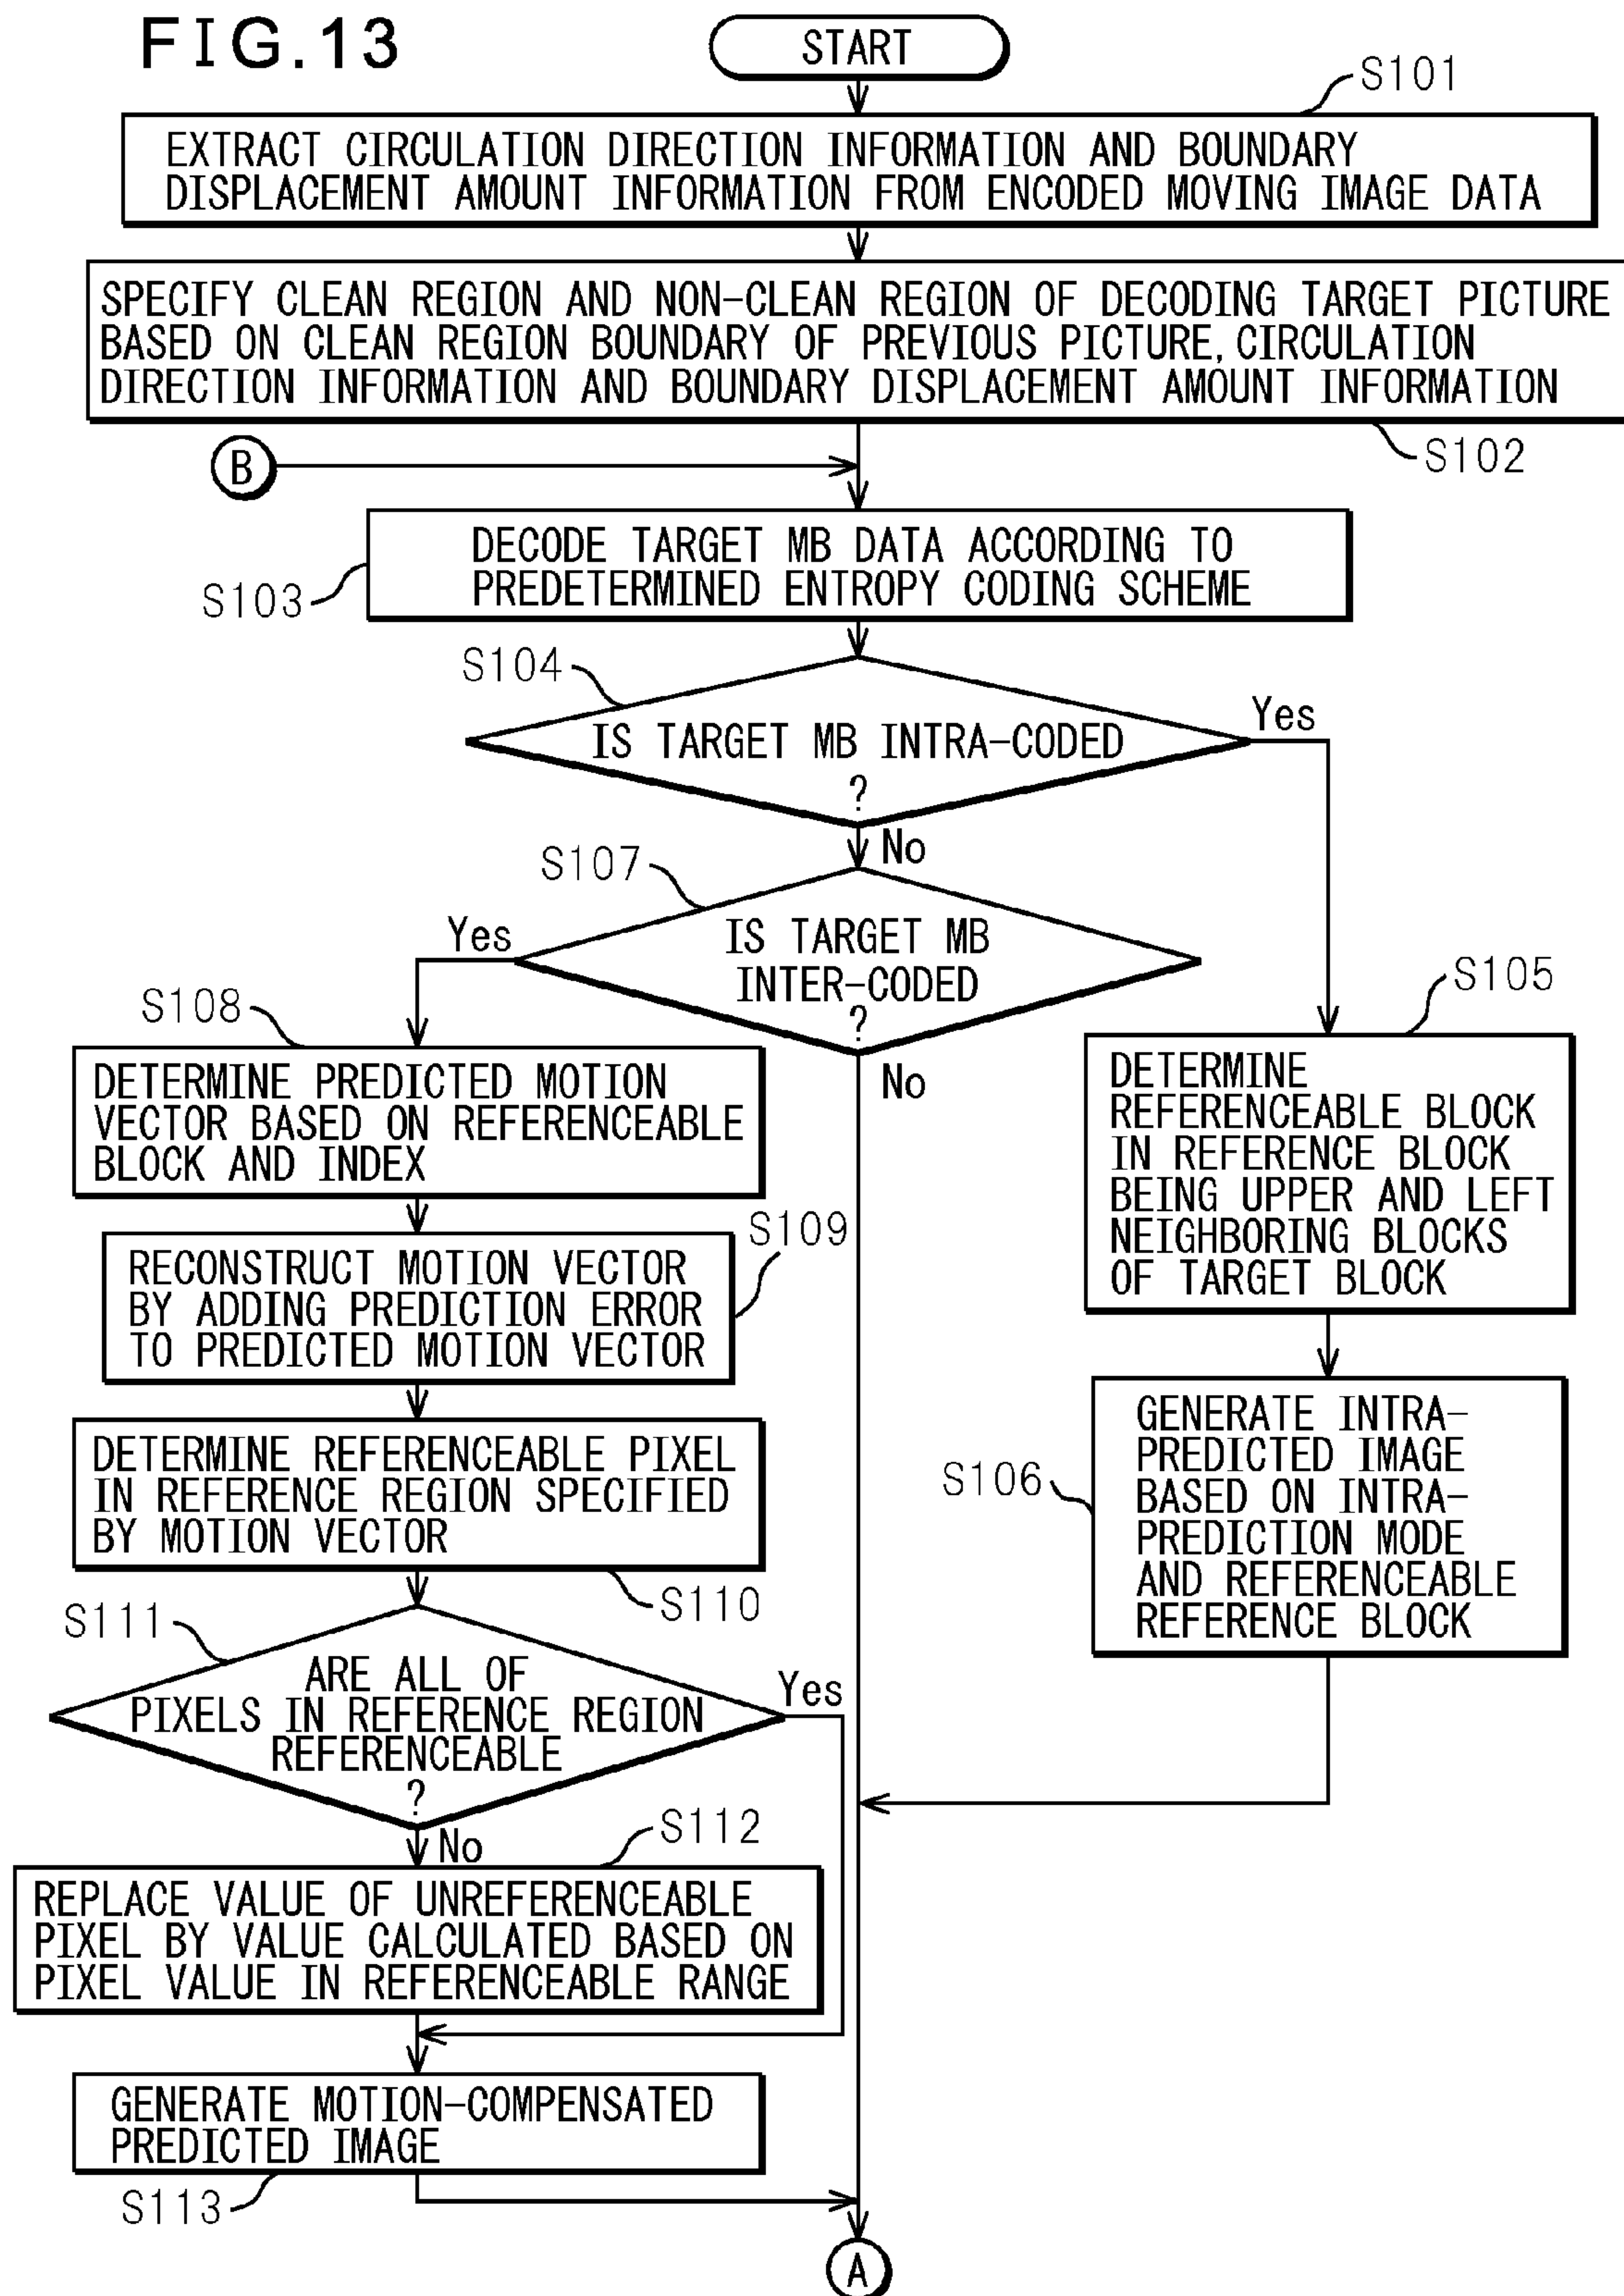 FIG.13
START
S101
EXTRACT CIRCULATION DIRECTION INFORMATION AND BOUNDARY
DISPLACEMENT AMOUNT INFORMATION FROM ENCODED MOVING IMAGE DATA
SPECIFY CLEAN REGION AND NON-CLEAN REGION OF DECODING TARGET PICTURE
BASED ON CLEAN REGION BOUNDARY OF PREVIOUS PICTURE, CIRCULATION
DIRECTION INFORMATION AND BOUNDARY DISPLACEMENT AMOUNT INFORMATION
S102
B
DECODE TARGET MB DATA ACCORDING TO
PREDETERMINED ENTROPY CODING SCHEME
S103
S104
IS TARGET MB INTRA-CODED
?
Yes
No
S107
IS TARGET MB
INTER-CODED
?
Yes
No
S105
DETERMINE
REFERENCEABLE BLOCK
IN REFERENCE BLOCK
BEING UPPER AND LEFT
NEIGHBORING BLOCKS
OF TARGET BLOCK
S106
GENERATE INTRA-
PREDICTED IMAGE
BASED ON INTRA-
PREDICTION MODE
AND REFERENCEABLE
REFERENCE BLOCK
S108
DETERMINE PREDICTED MOTION
VECTOR BASED ON REFERENCEABLE
BLOCK AND INDEX
S109
RECONSTRUCT MOTION VECTOR
BY ADDING PREDICTION ERROR
TO PREDICTED MOTION VECTOR
DETERMINE REFERENCEABLE PIXEL
IN REFERENCE REGION SPECIFIED
BY MOTION VECTOR
S110
S111
ARE ALL OF
PIXELS IN REFERENCE REGION
REFERENCEABLE
?
Yes
No
S112
REPLACE VALUE OF UNREFERENCEABLE
PIXEL BY VALUE CALCULATED BASED ON
PIXEL VALUE IN REFERENCEABLE RANGE
GENERATE MOTION-COMPENSATED
PREDICTED IMAGE
S113
A